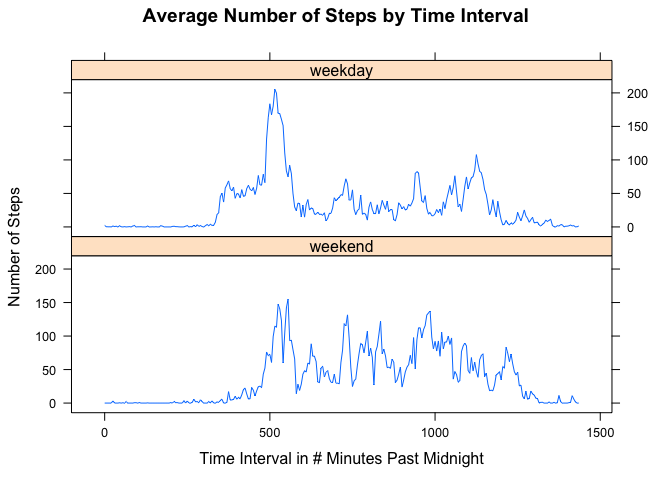 Average Number of Steps by Time Interval
weekday
200
150
100
50
0
weekend
200
150
100
50
0
Number of Steps
0 500 1000 1500
Time Interval in # Minutes Past Midnight